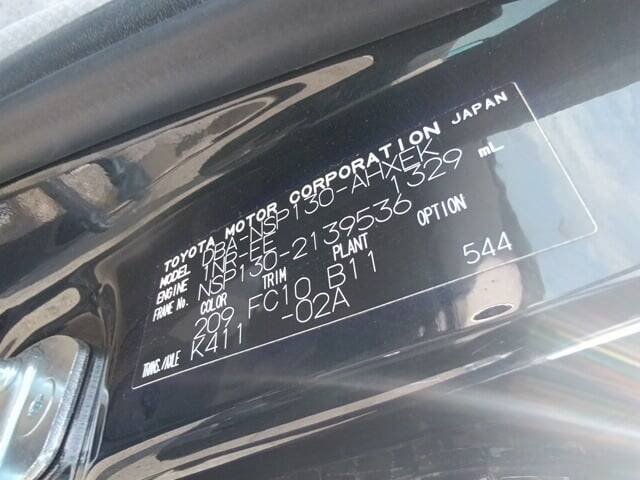 TOYOTA MOTOR CORPORATION JAPAN
MODEL DBA-NSP130-AHXEK
ENGINE 1NR-FE 1329 mL
FRAME No. NSP130-2139536
COLOR TRIM PLANT OPTION
209 FC10 B11 544
TRANS./AXLE K411 -02A